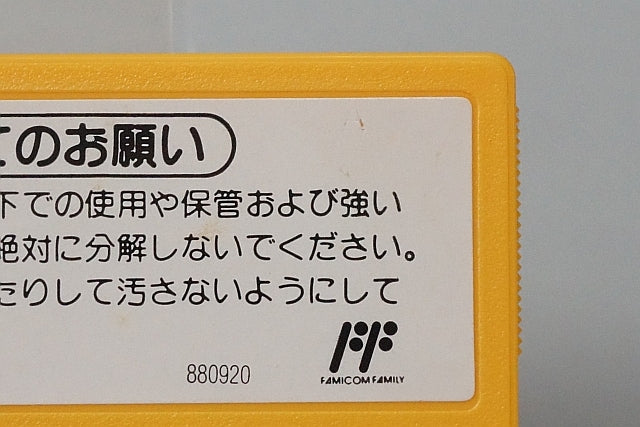 てのお願い
下での使用や保管および強い
絶対に分解しないでください。
たりして汚さないようにして
880920
FAMICOM FAMILY